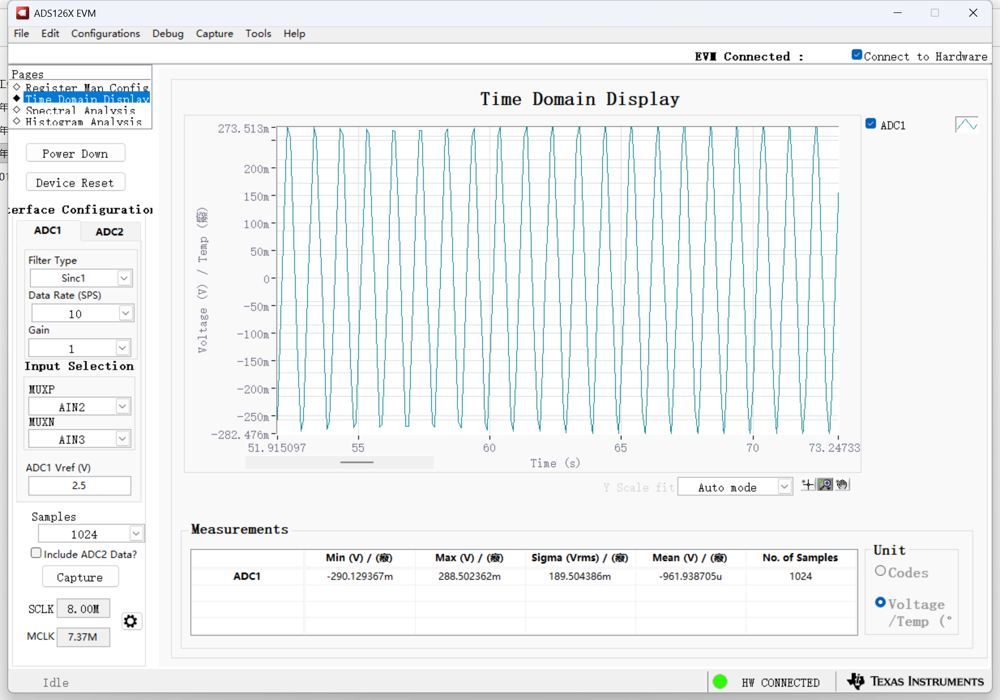 ADS126X EVM
File Edit Configurations Debug Capture Tools Help
EVM Connected :
Connect to Hardware
Pages
Register Map Config
Time Domain Display
Spectral Analysis
Histogram Analysis
Power Down
Device Reset
terface Configuration
ADC1
ADC2
Filter Type
Sinc1
Data Rate (SPS)
10
Gain
1
Input Selection
MUXP
AIN2
MUXN
AIN3
ADC1 Vref (V)
2.5
Samples
1024
Include ADC2 Data?
Capture
SCLK 8.00M
MCLK 7.37M
Time Domain Display
ADC1
Voltage (V) / Temp (癈)
273.513m
200m
150m
100m
50m
0
-50m
-100m
-150m
-200m
-250m
-282.476m
51.915097 55 60 65 70 73.24733
Time (s)
Y Scale fit Auto mode
Measurements
Min (V) / (癈) Max (V) / (癈) Sigma (Vrms) / (癈) Mean (V) / (癈) No. of Samples
ADC1 -290.129367m 288.502362m 189.504386m -961.938705u 1024
Unit
Codes
Voltage
/Temp (°
Idle
HW CONNECTED
TEXAS INSTRUMENTS
年
年
年
01